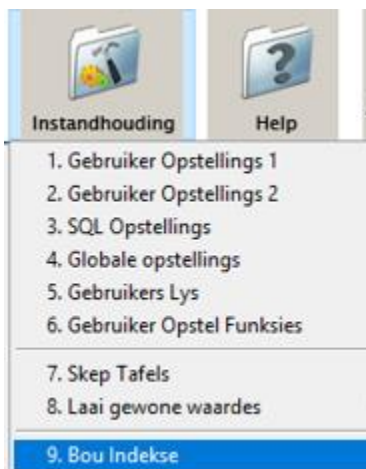 Instandhouding Help
1. Gebruiker Opstellings 1
2. Gebruiker Opstellings 2
3. SQL Opstellings
4. Globale opstellings
5. Gebruikers Lys
6. Gebruiker Opstel Funksies
7. Skep Tafels
8. Laai gewone waardes
9. Bou Indekse